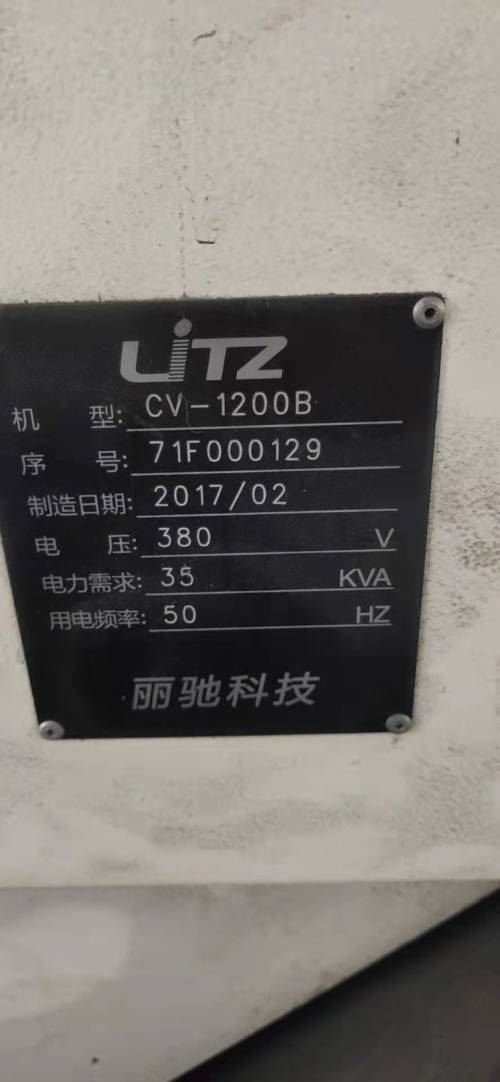 LiTZ
机型: CV-1200B
序号: 71F000129
制造日期: 2017/02
电压: 380 V
电力需求: 35 KVA
用电频率: 50 HZ
丽驰科技